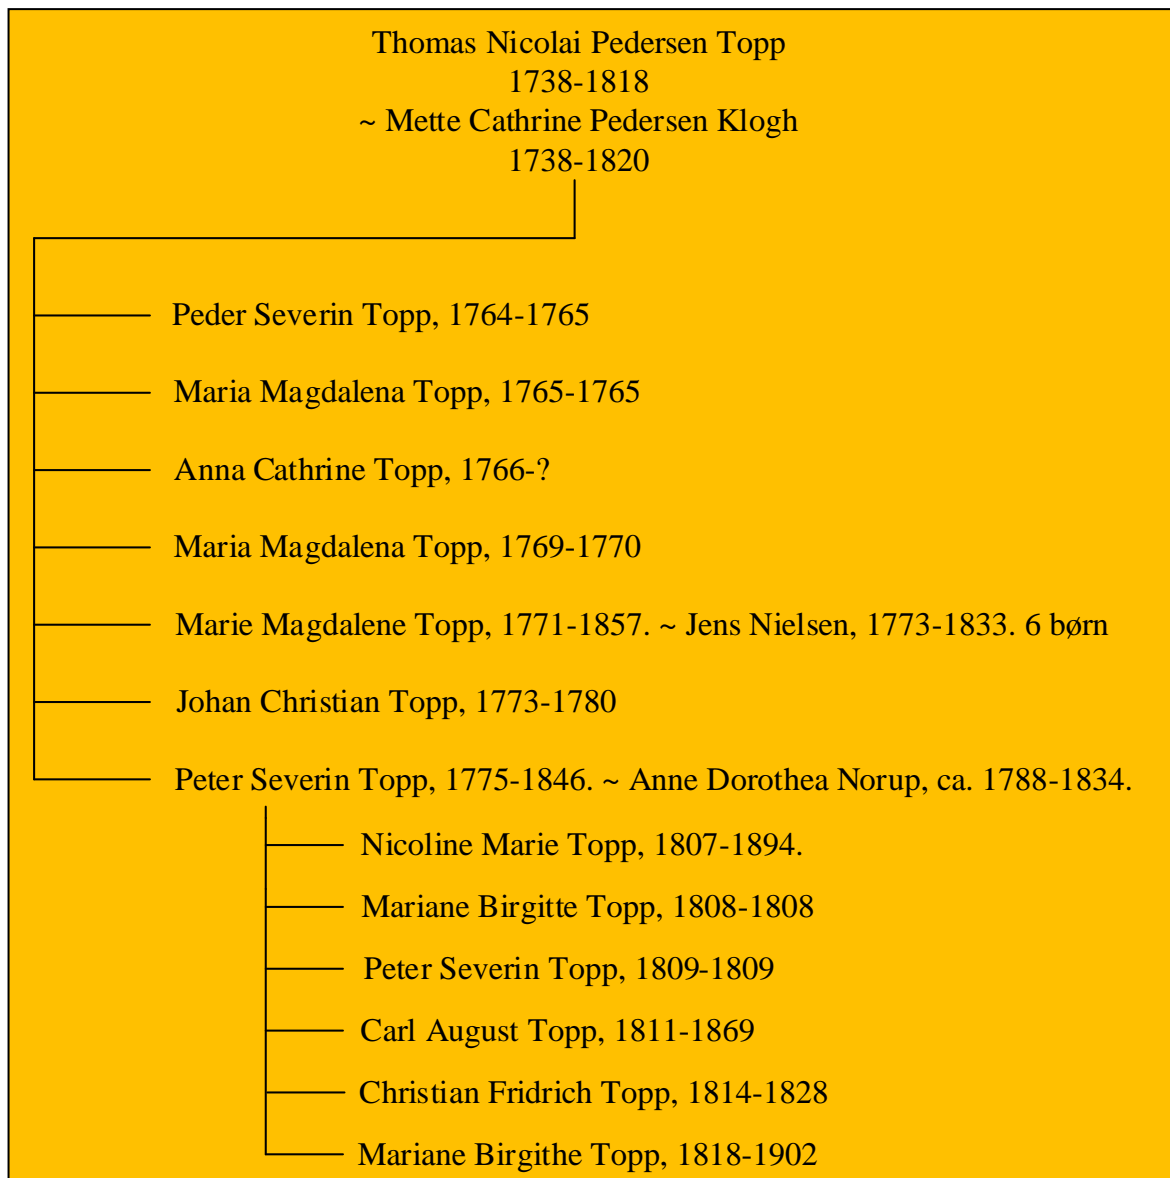 Thomas Nicolai Pedersen Topp
1738-1818
~ Mette Cathrine Pedersen Klogh
1738-1820
Peder Severin Topp, 1764-1765
Maria Magdalena Topp, 1765-1765
Anna Cathrine Topp, 1766-?
Maria Magdalena Topp, 1769-1770
Marie Magdalene Topp, 1771-1857. ~ Jens Nielsen, 1773-1833. 6 børn
Johan Christian Topp, 1773-1780
Peter Severin Topp, 1775-1846. ~ Anne Dorothea Norup, ca. 1788-1834.
Nicoline Marie Topp, 1807-1894.
Mariane Birgitte Topp, 1808-1808
Peter Severin Topp, 1809-1809
Carl August Topp, 1811-1869
Christian Fridrich Topp, 1814-1828
Mariane Birgithe Topp, 1818-1902